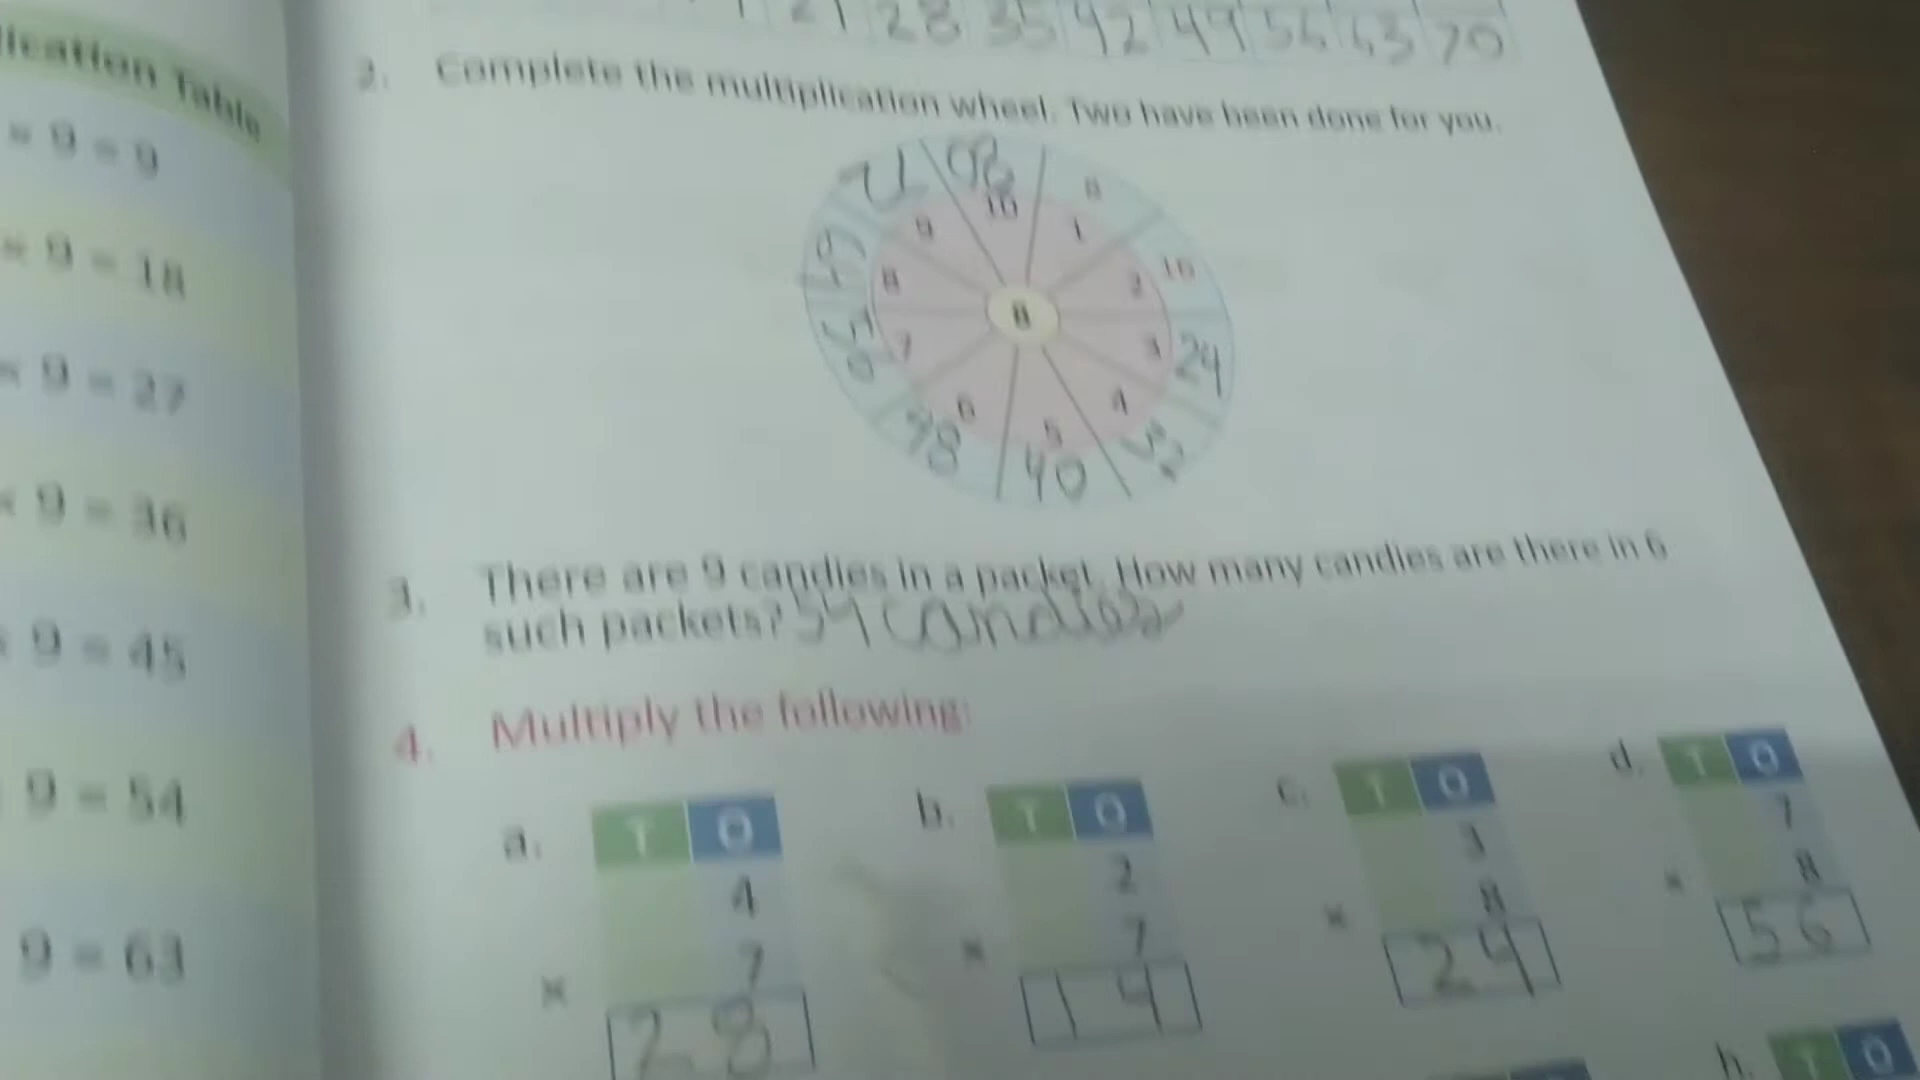 21 28 35 42 49 56 63 70
2. Complete the multiplication wheel. Two have been done for you.
72 80 8
9 10 1
8 2 16
8
7 3 24
56
6 4
48 5 32
40
3. There are 9 candies in a packet. How many candies are there in 6
such packets? 54 candies
4. Multiply the following:
a. T O b. T O c. T O d. T O
4 2 3 7
× 7 × 7 × 8 × 8
28 14 24 56
h. T O
lication Table
× 9 = 9
× 9 = 18
× 9 = 27
× 9 = 36
× 9 = 45
9 = 54
9 = 63